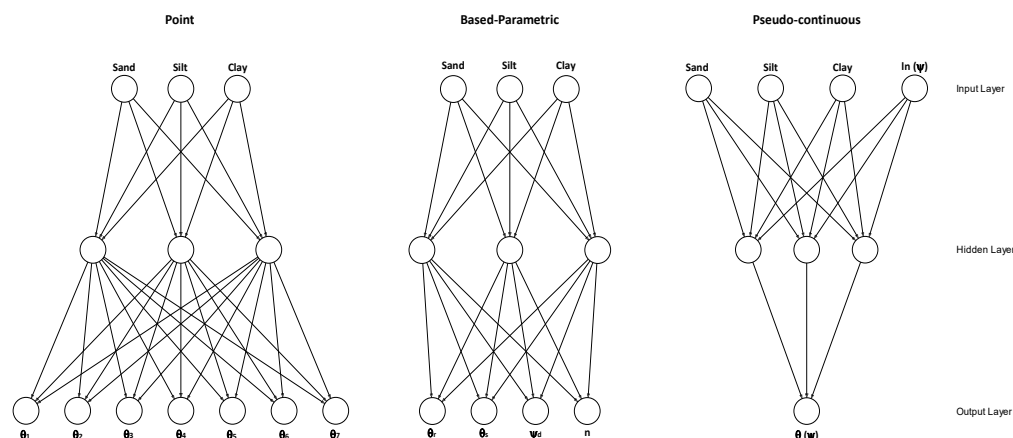 Point Based-Parametric Pseudo-continuous
Sand Silt Clay Sand Silt Clay Sand Silt Clay ln (ψ) Input Layer
Hidden Layer
Output Layer
θ₁ θ₂ θ₃ θ₄ θ₅ θ₆ θ₇ θᵣ θₛ ψd n θ (ψ)